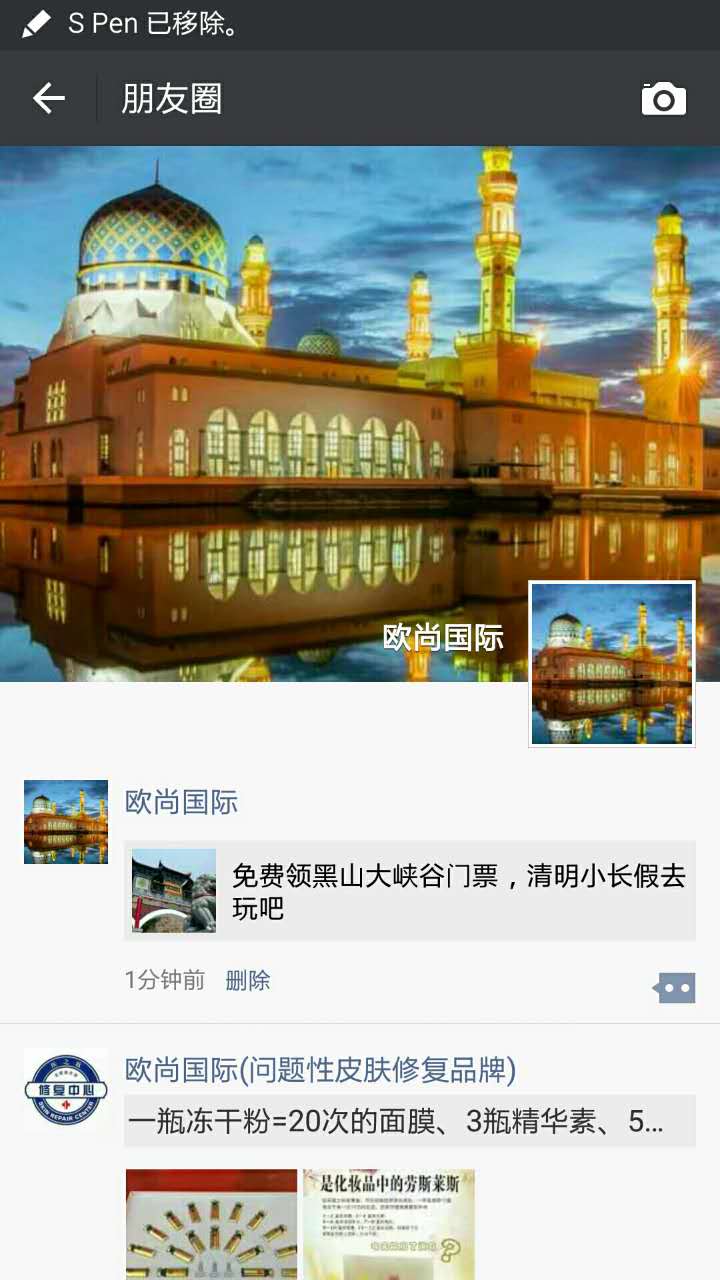 S Pen 已移除。
朋友圈
欧尚国际
欧尚国际
免费领黑山大峡谷门票，清明小长假去
玩吧
1分钟前 删除
欧尚国际(问题性皮肤修复品牌)
修复中心
SKIN REPAIR CENTER
一瓶冻干粉=20次的面膜、3瓶精华素、5...
是化妆品中的劳斯莱斯